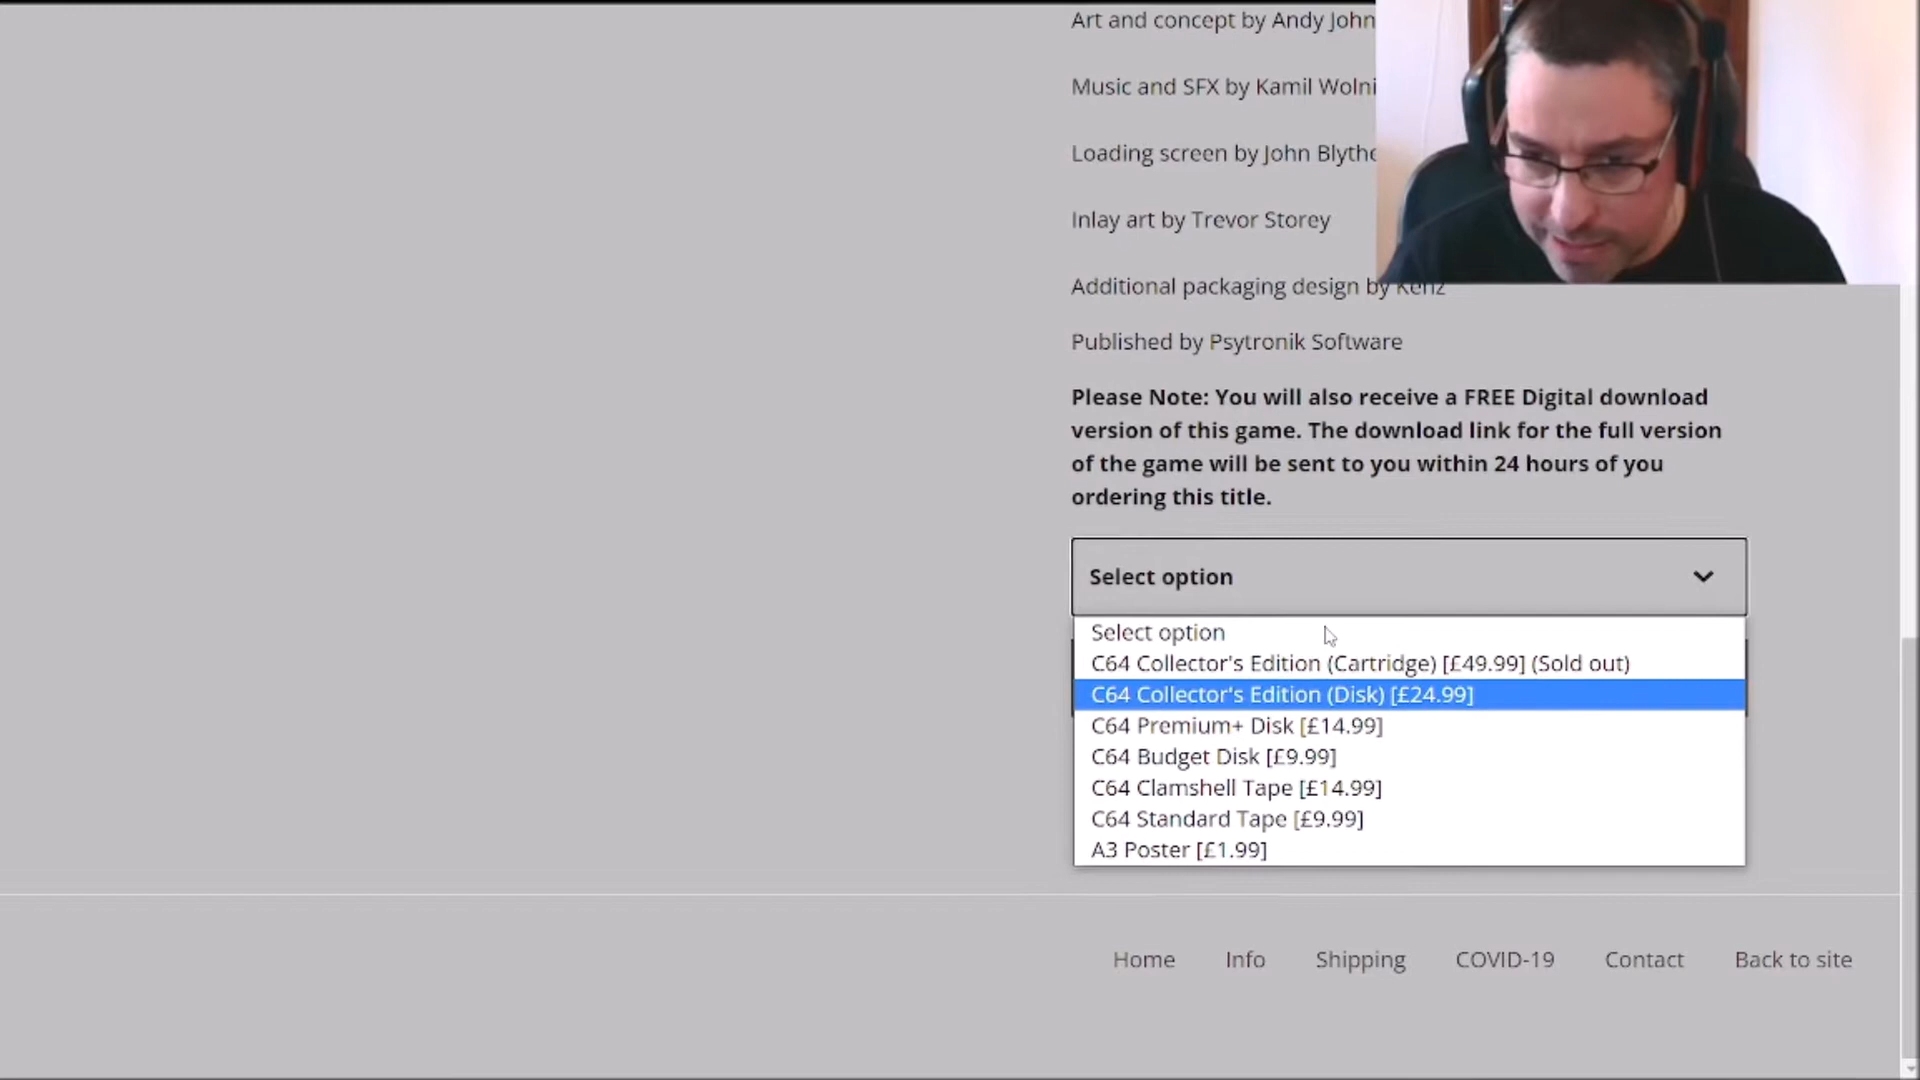 Art and concept by Andy John
Music and SFX by Kamil Wolni
Loading screen by John Blythe
Inlay art by Trevor Storey
Additional packaging design by Kenz
Published by Psytronik Software
Please Note: You will also receive a FREE Digital download
version of this game. The download link for the full version
of the game will be sent to you within 24 hours of you
ordering this title.
Select option
Select option
C64 Collector's Edition (Cartridge) [£49.99] (Sold out)
C64 Collector's Edition (Disk) [£24.99]
C64 Premium+ Disk [£14.99]
C64 Budget Disk [£9.99]
C64 Clamshell Tape [£14.99]
C64 Standard Tape [£9.99]
A3 Poster [£1.99]
Home Info Shipping COVID-19 Contact Back to site